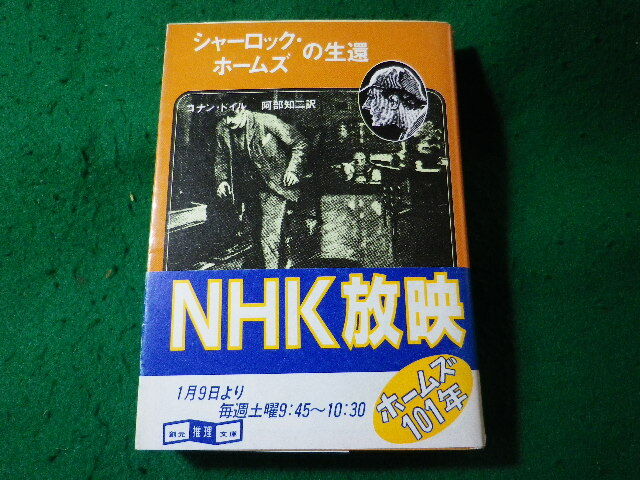 シャーロック・
ホームズ
の生還
コナン・ドイル 阿部知二訳
NHK放映
1月9日より
毎週土曜9:45～10:30
ホームズ
101年
創元 推理 文庫